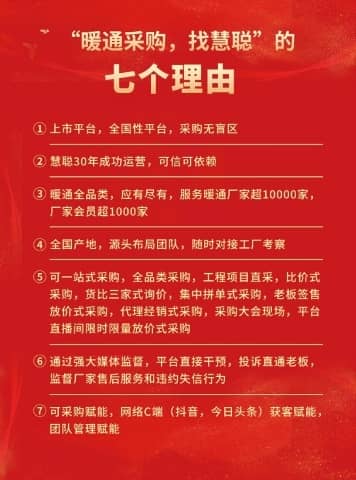 “暖通采购，找慧聪”的
七个理由
①上市平台，全国性平台，采购无盲区
②慧聪30年成功运营，可信可依赖
③暖通全品类，应有尽有，服务暖通厂家超10000家，
厂家会员超1000家
④全国产地，源头布局团队，随时对接工厂考察
⑤可一站式采购，全品类采购，工程项目直采，比价式
采购，货比三家式询价，集中拼单式采购，老板签售
放价式采购，代理经销式采购，采购大会现场，平台
直播间限时限量放价式采购
⑥通过强大媒体监督，平台直接干预，投诉直通老板，
监督厂家售后服务和违约失信行为
⑦可采购赋能，网络C端（抖音，今日头条）获客赋能，
团队管理赋能